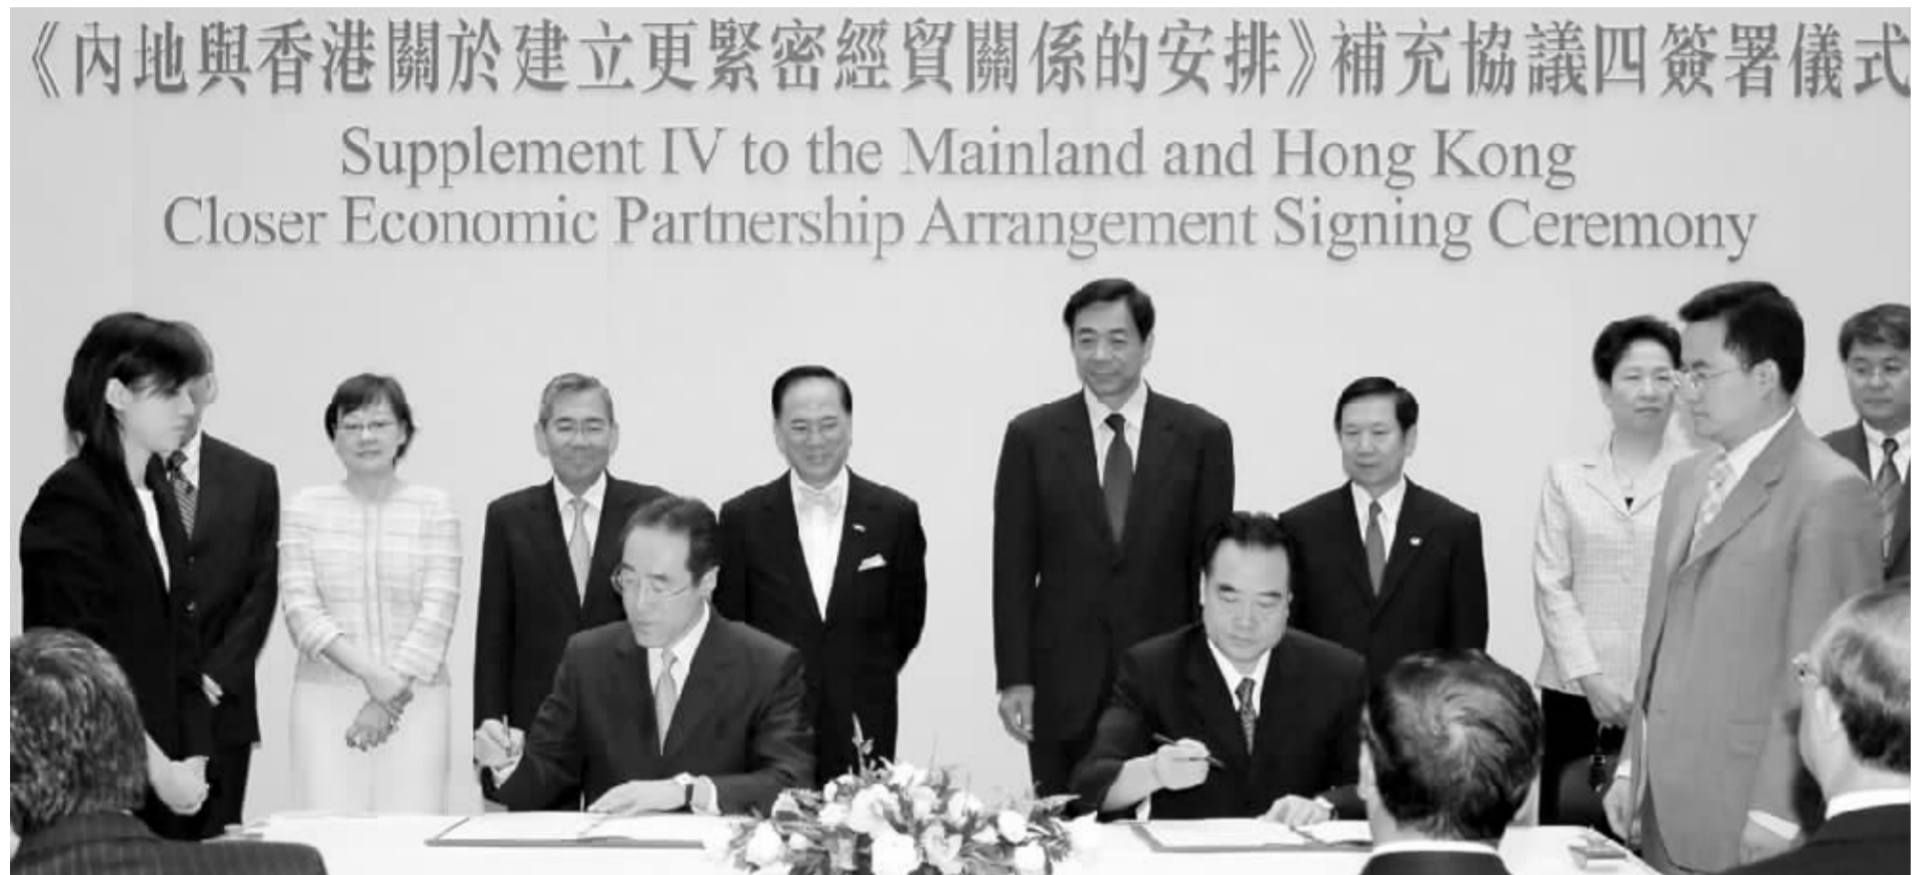 《內地與香港關於建立更緊密經貿關係的安排》補充協議四簽署儀式
Supplement IV to the Mainland and Hong Kong
Closer Economic Partnership Arrangement Signing Ceremony